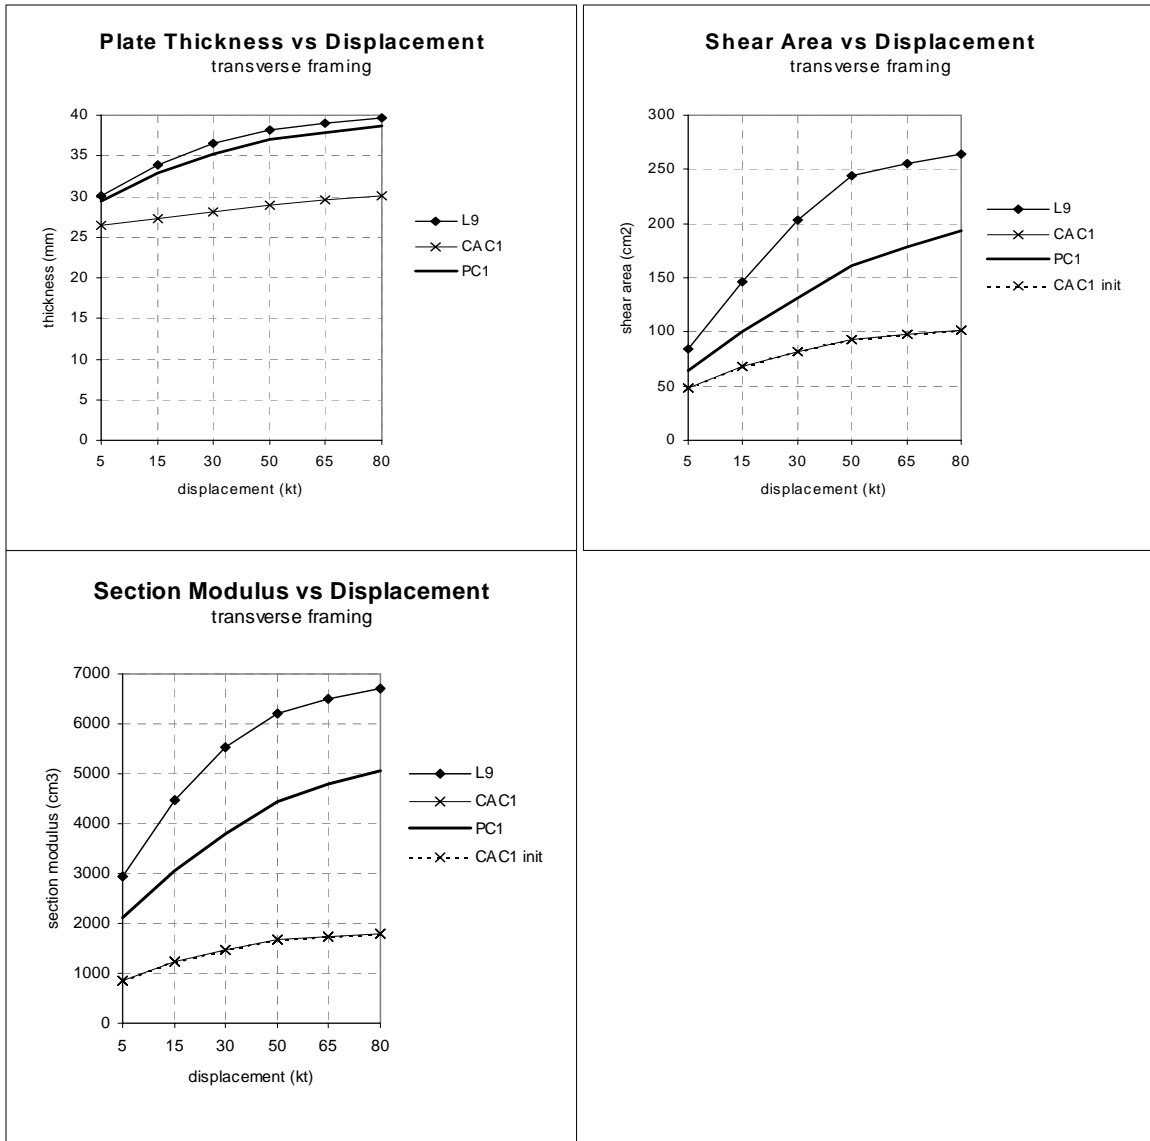 Plate Thickness vs Displacement
transverse framing
40
35
30
25
20
15
10
5
0
thickness (mm)
5 15 30 50 65 80
displacement (kt)
L9
CAC1
PC1
Shear Area vs Displacement
transverse framing
300
250
200
150
100
50
0
shear area (cm2)
5 15 30 50 65 80
displacement (kt)
L9
CAC1
PC1
CAC1 init
Section Modulus vs Displacement
transverse framing
7000
6000
5000
4000
3000
2000
1000
0
section modulus (cm3)
5 15 30 50 65 80
displacement (kt)
L9
CAC1
PC1
CAC1 init